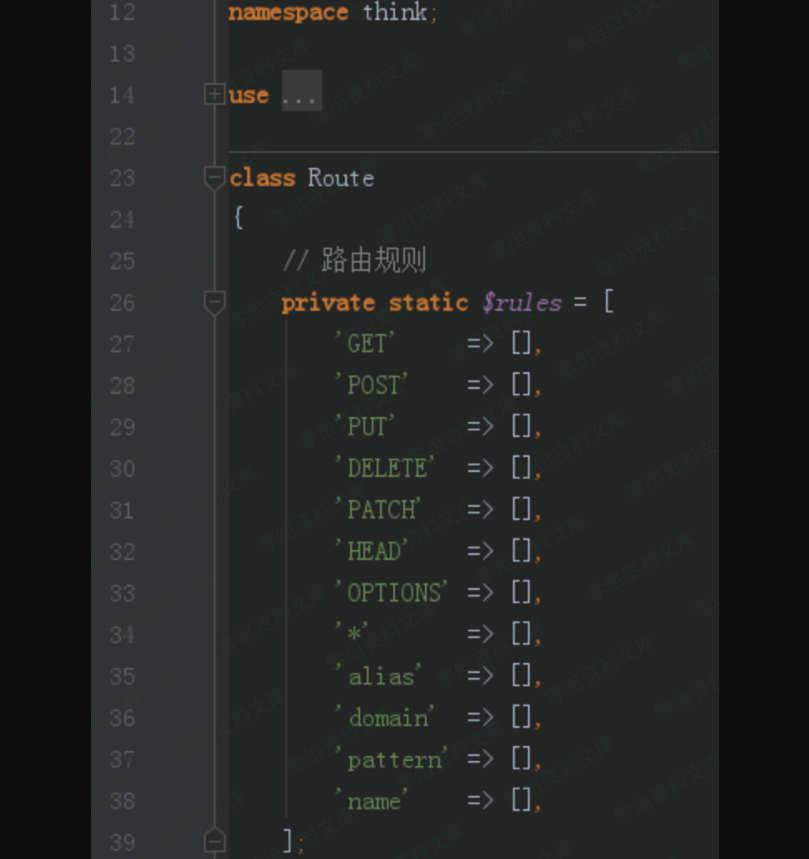 12 namespace think;
13
14 use ...
22
23 class Route
24 {
25 // 路由规则
26 private static $rules = [
27 'GET' => [],
28 'POST' => [],
29 'PUT' => [],
30 'DELETE' => [],
31 'PATCH' => [],
32 'HEAD' => [],
33 'OPTIONS' => [],
34 '*' => [],
35 'alias' => [],
36 'domain' => [],
37 'pattern' => [],
38 'name' => [],
39 ];